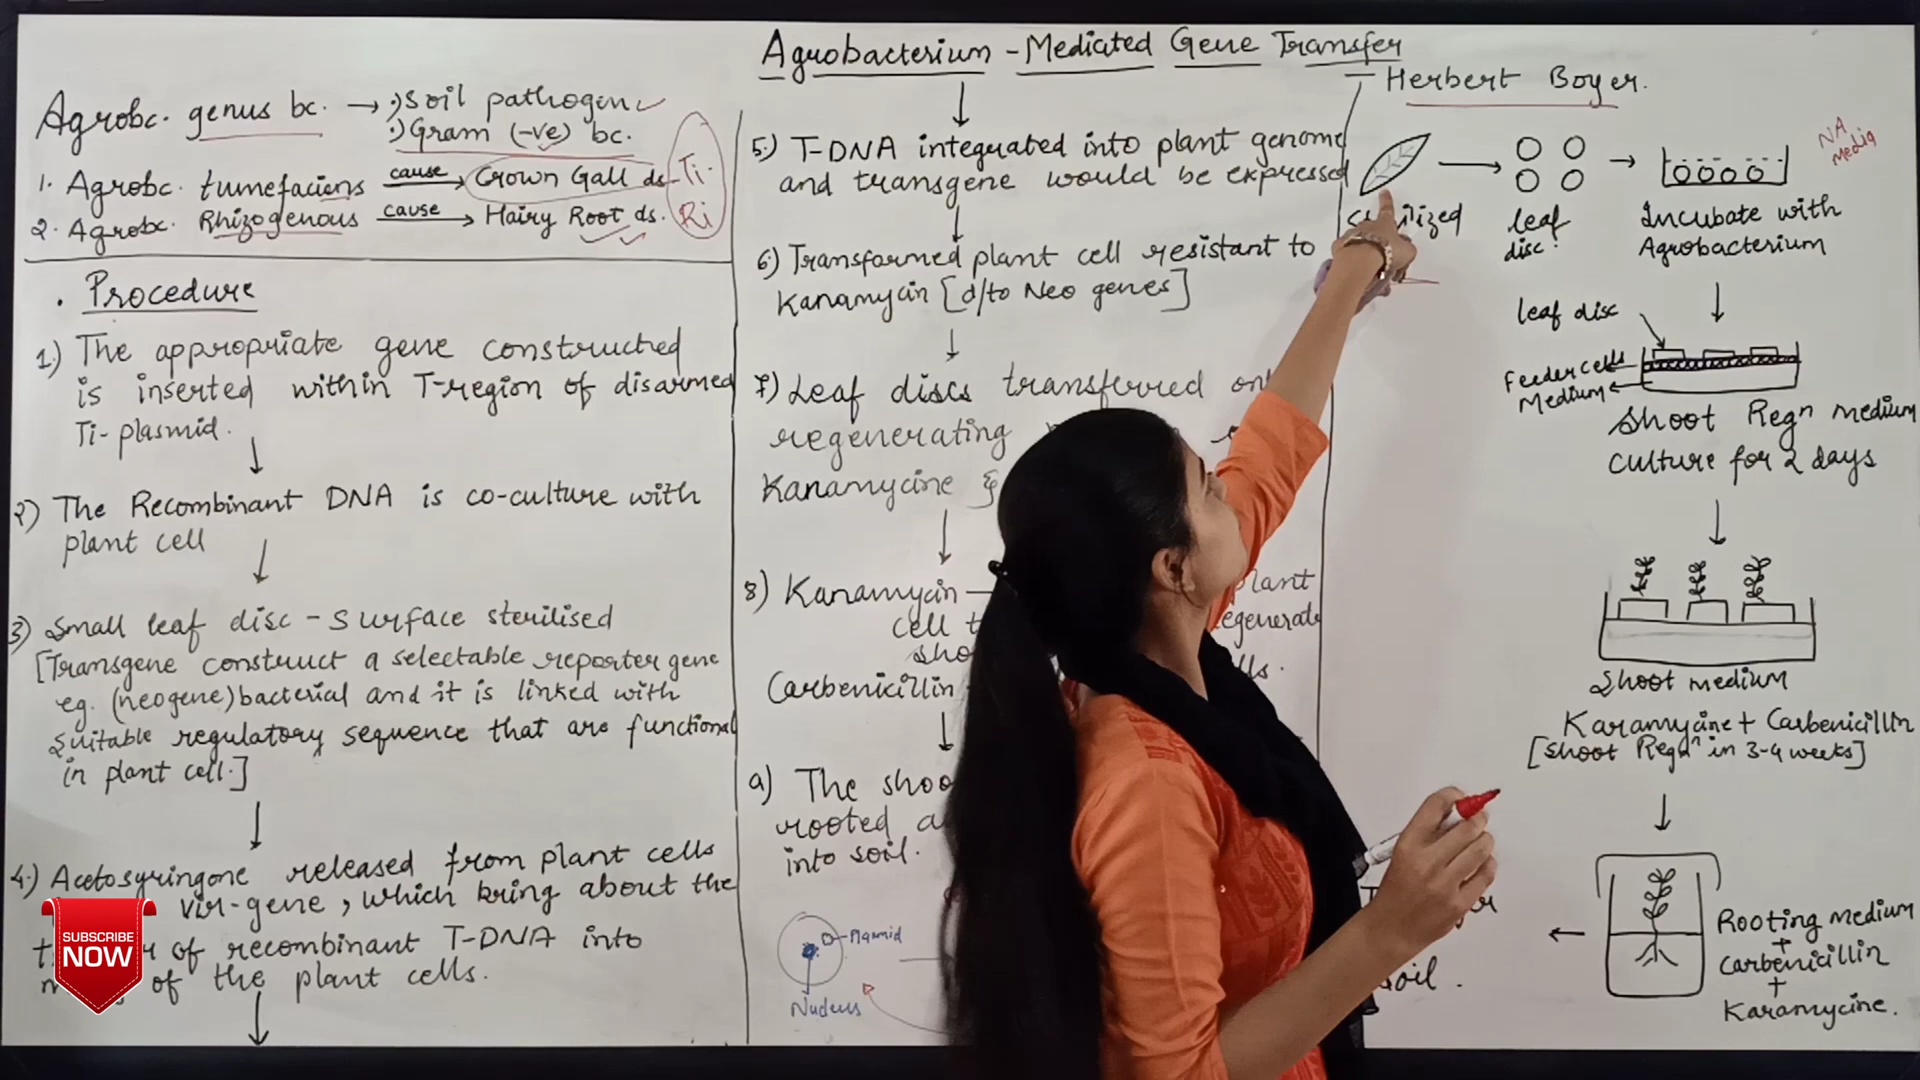 Agrobacterium - Mediated Gene Transfer
- Herbert Boyer.
Agrobc. genus bc. → •) Soil pathogen
•) Gram (-ve) bc.
1. Agrobc. tumefaciens cause → Crown Gall ds - Ti
2. Agrobc. Rhizogenous cause → Hairy Root ds. Ri
• Procedure
1.) The appropriate gene constructed
is inserted within T-region of disarmed
Ti-plasmid.
2) The Recombinant DNA is co-culture with
plant cell
3) Small leaf disc - surface sterilised
[Transgene construct a selectable reporter gene
eg. (neogene) bacterial and it is linked with
suitable regulatory sequence that are functional
in plant cell.]
4.) Acetosyringone released from plant cells
vir-gene, which bring about the
of recombinant T-DNA into
of the plant cells.
SUBSCRIBE
NOW
5.) T-DNA integrated into plant genome
and transgene would be expressed
6.) Transformed plant cell resistant to
Kanamycin [d/to Neo genes]
7.) Leaf discs transferred
regenerating
Kanamycine &
8) Kanamycin - plant
cell
Carbenicillin
a) The
rooted
into soil.
Plasmid
Nucleus
NA
Media
leaf
disc.
Incubate with
Agrobacterium
leaf disc
Feeder cells
Medium
Shoot Regn medium
Culture for 2 days
Shoot medium
Karamycine + Carbenicillin
[Shoot Regn in 3-4 weeks]
Rooting medium
+
Carbenicillin
+
Karamycine.
soil.